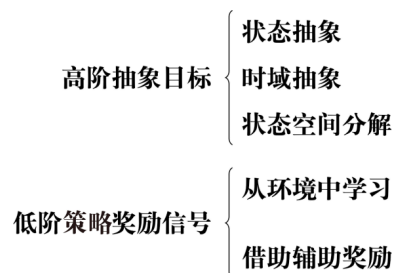 高阶抽象目标
状态抽象
时域抽象
状态空间分解
低阶策略奖励信号
从环境中学习
借助辅助奖励